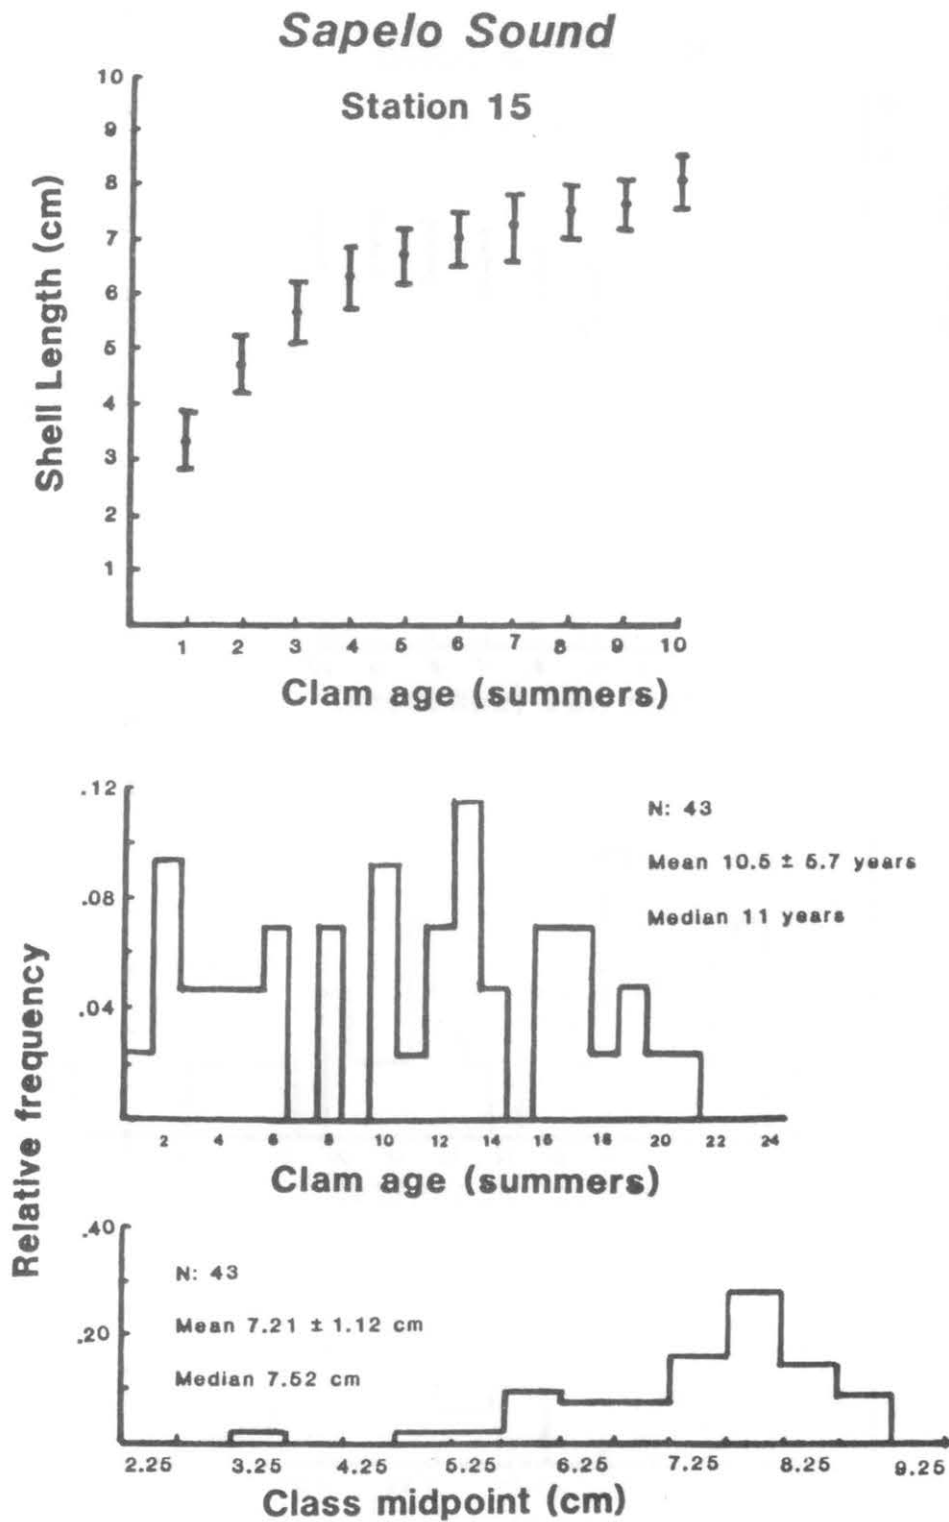 Sapelo Sound
Station 15
10
9
8
7
6
5
4
3
2
1
Shell Length (cm)
1 2 3 4 5 6 7 8 9 10
Clam age (summers)
.12
.08
.04
N: 43
Mean 10.5 ± 5.7 years
Median 11 years
2 4 6 8 10 12 14 16 18 20 22 24
Clam age (summers)
Relative frequency
.40
.20
N: 43
Mean 7.21 ± 1.12 cm
Median 7.52 cm
2.25 3.25 4.25 5.25 6.25 7.25 8.25 9.25
Class midpoint (cm)